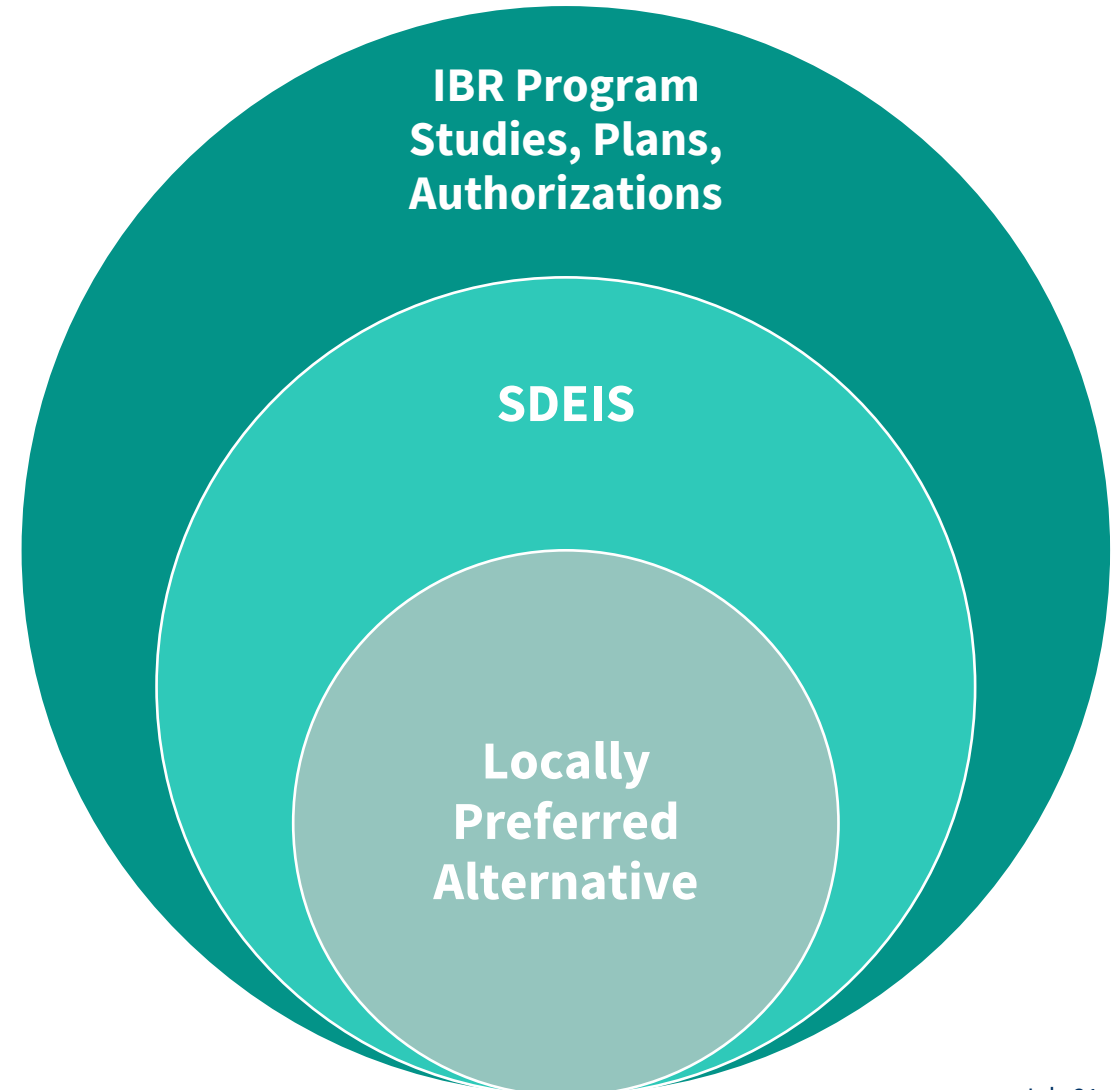 IBR Program
Studies, Plans,
Authorizations
SDEIS
Locally
Preferred
Alternative